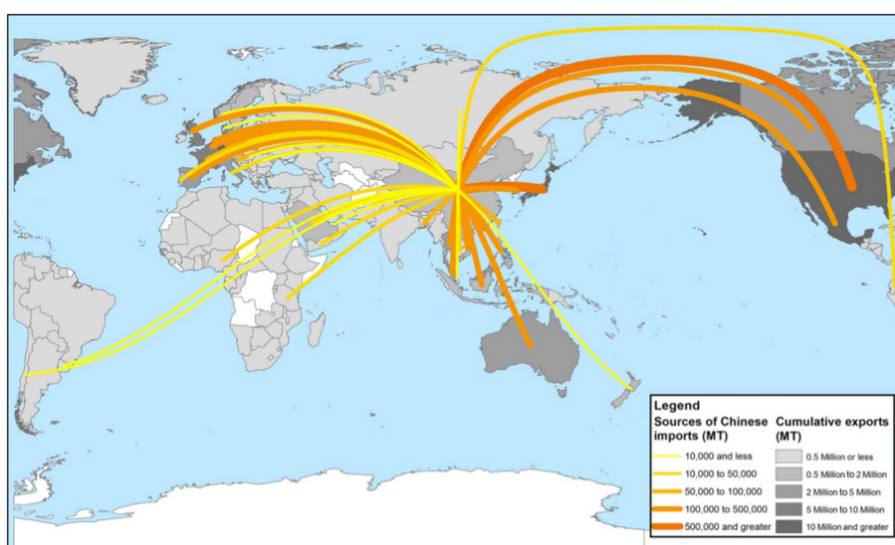 Legend
Sources of Chinese imports (MT)
10,000 and less
10,000 to 50,000
50,000 to 100,000
100,000 to 500,000
500,000 and greater
Cumulative exports (MT)
0.5 Million or less
0.5 Million to 2 Million
2 Million to 5 Million
5 Million to 10 Million
10 Million and greater